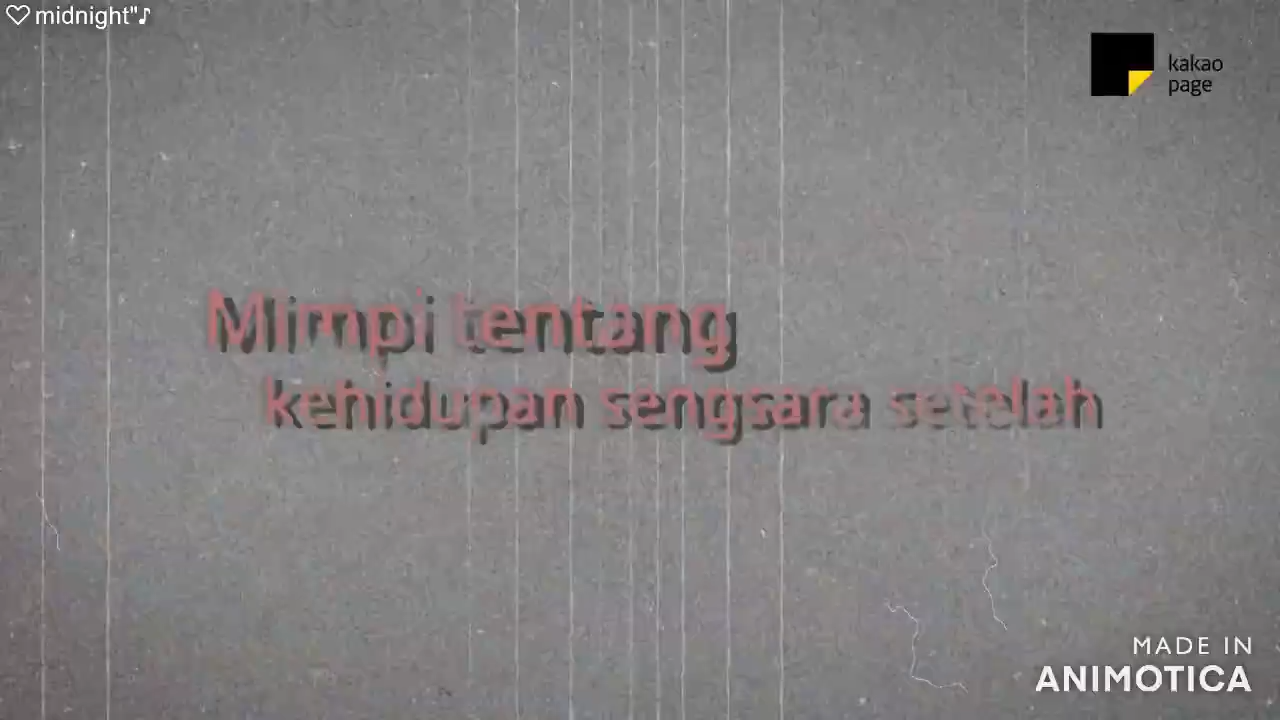 ♡ midnight"♪
kakao
page
Mimpi tentang
kehidupan sengsara setelah
MADE IN
ANIMOTICA